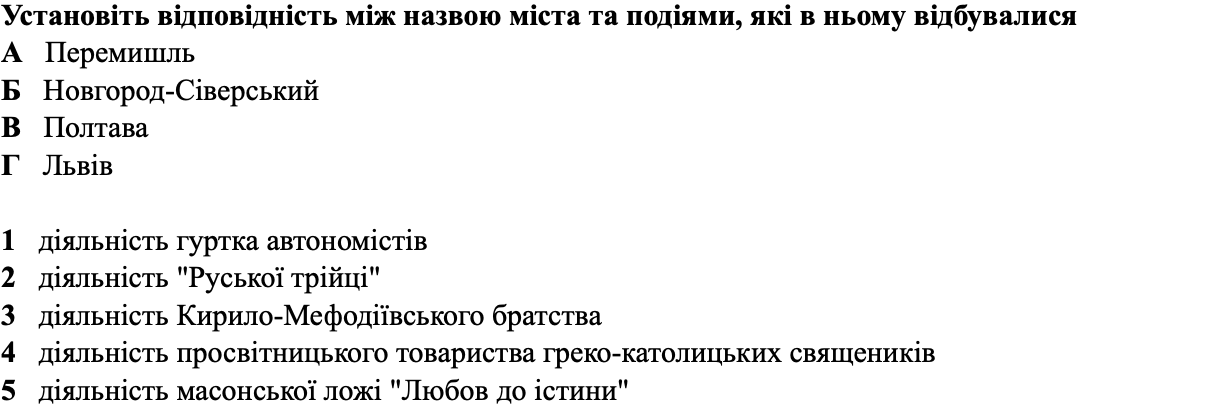 Установіть відповідність між назвою міста та подіями, які в ньому відбувалися
А Перемишль
Б Новгород-Сіверський
В Полтава
Г Львів
1 діяльність гуртка автономістів
2 діяльність "Руської трійці"
3 діяльність Кирило-Мефодіївського братства
4 діяльність просвітницького товариства греко-католицьких священиків
5 діяльність масонської ложі "Любов до істини"